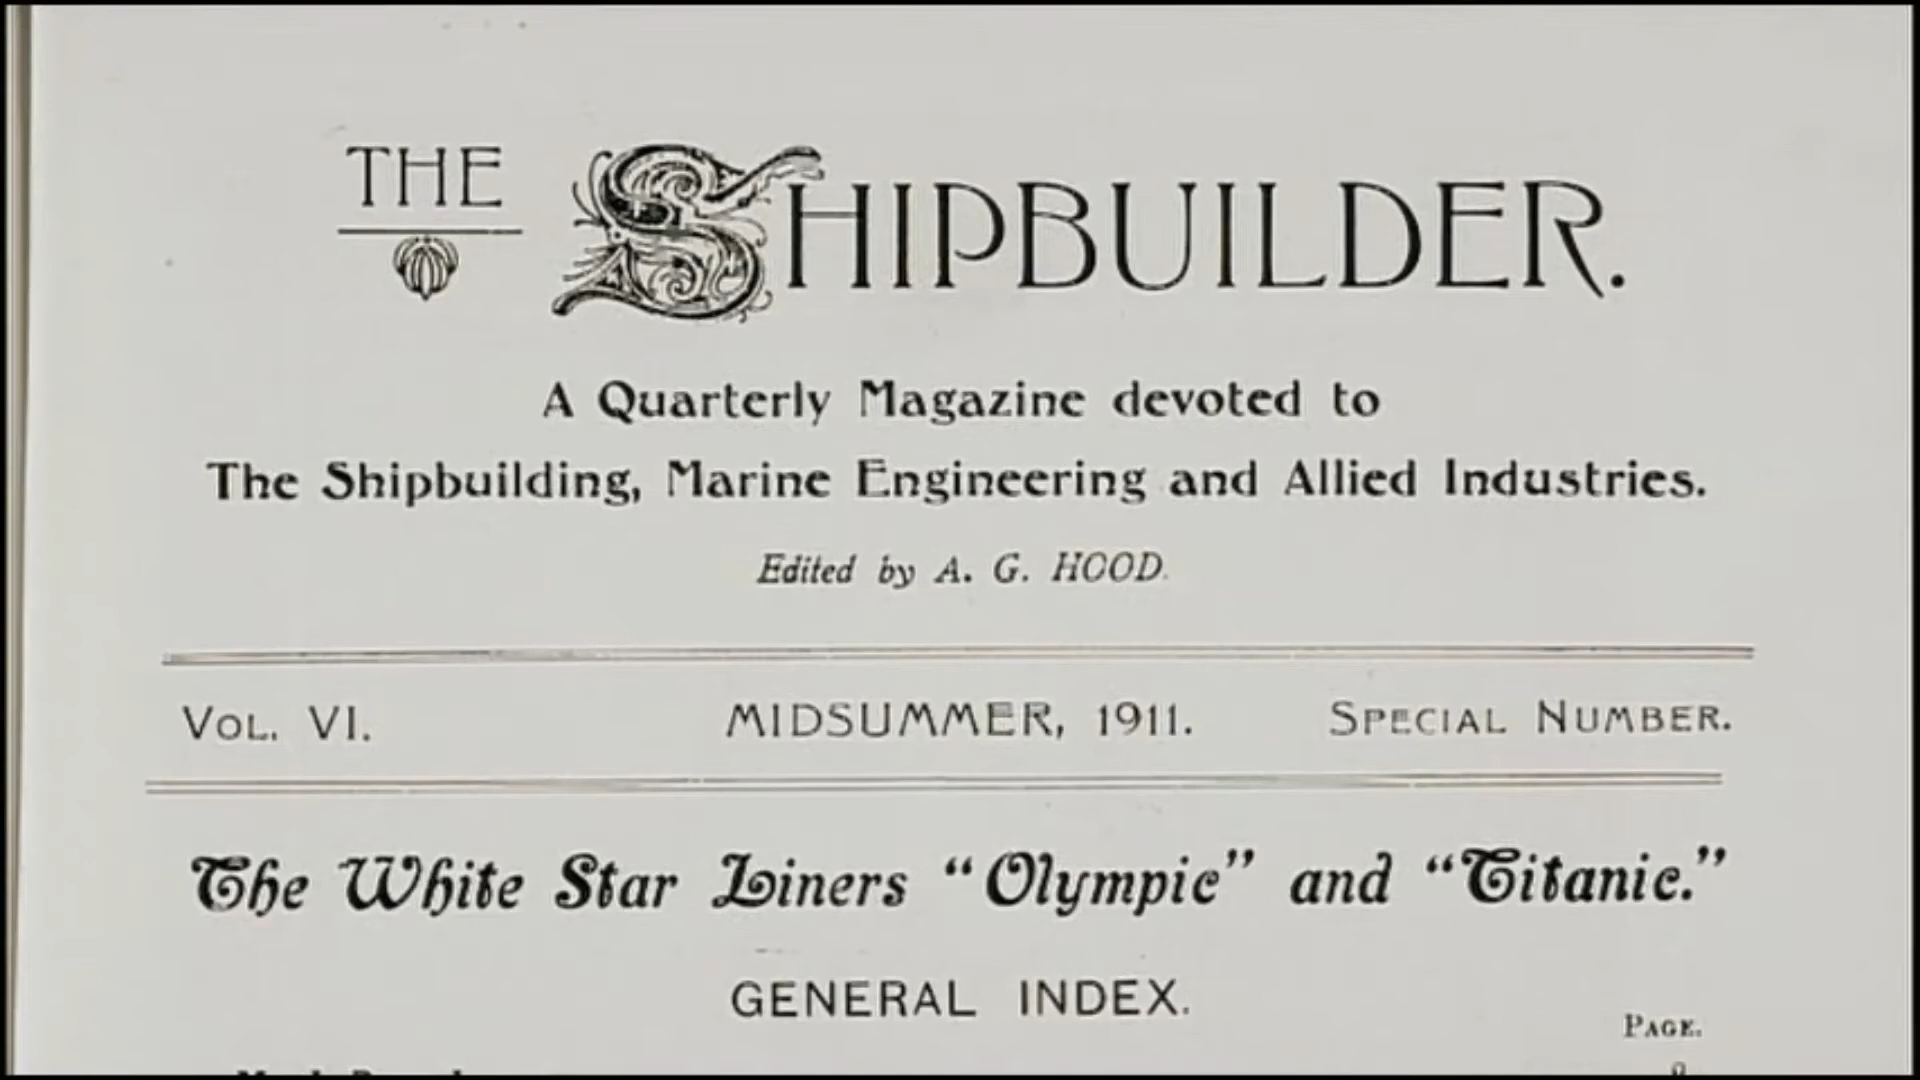 THE SHIPBUILDER.
A Quarterly Magazine devoted to
The Shipbuilding, Marine Engineering and Allied Industries.
Edited by A. G. HOOD.
VOL. VI.
MIDSUMMER, 1911.
SPECIAL NUMBER.
The White Star Liners “Olympic” and “Titanic.”
GENERAL INDEX.
PAGE.